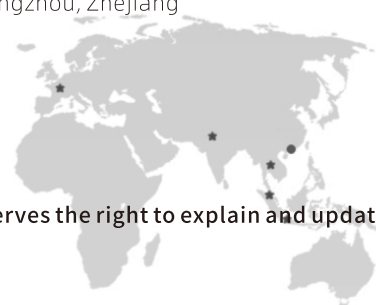 ngzhou, Zhejiang
erves the right to explain and updat